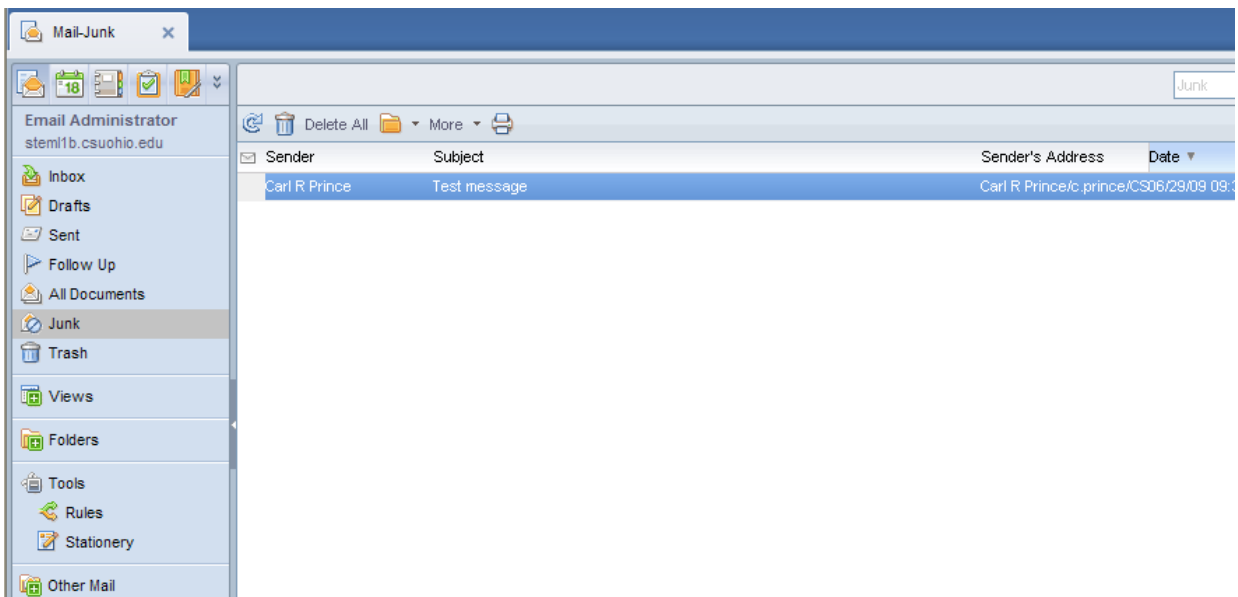 Mail-Junk
18
Junk
Email Administrator
steml1b.csuohio.edu
Delete All More
Sender Subject Sender's Address Date
Carl R Prince Test message Carl R Prince/c.prince/CS06/29/09 09:3
Inbox
Drafts
Sent
Follow Up
All Documents
Junk
Trash
Views
Folders
Tools
Rules
Stationery
Other Mail